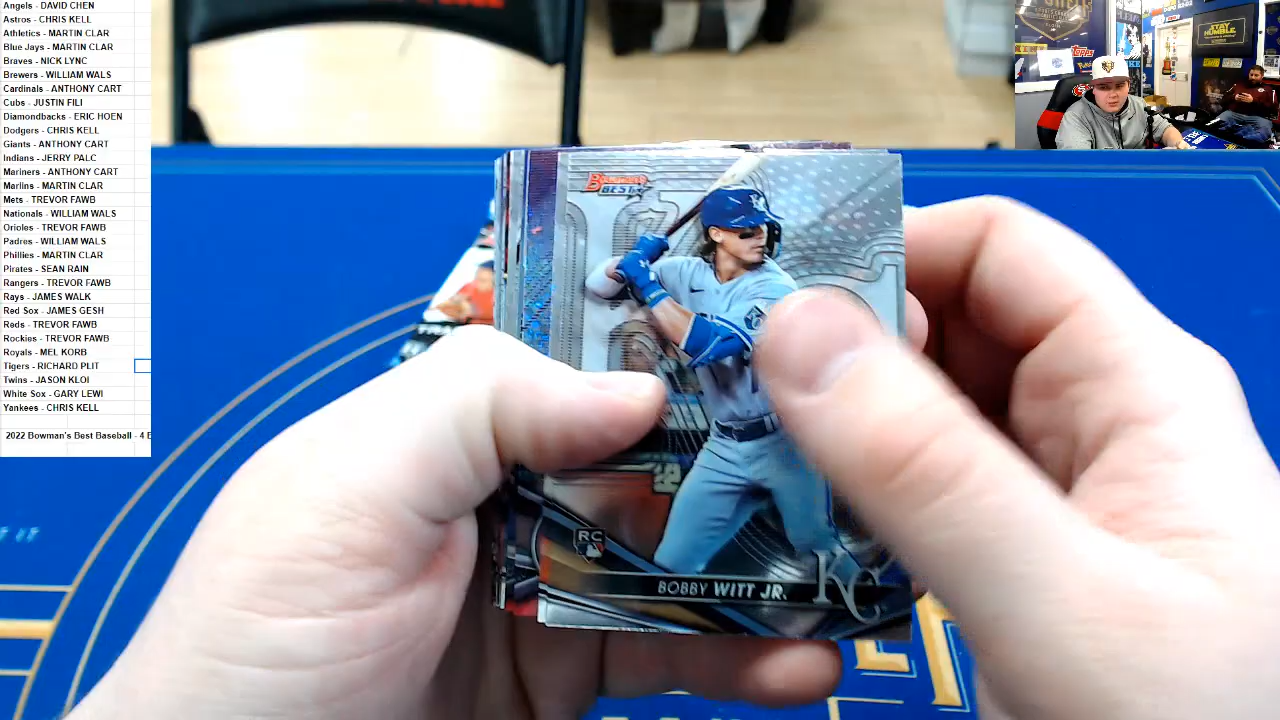 Angels - DAVID CHEN
Astros - CHRIS KELL
Athletics - MARTIN CLAR
Blue Jays - MARTIN CLAR
Braves - NICK LYNC
Brewers - WILLIAM WALS
Cardinals - ANTHONY CART
Cubs - JUSTIN FILI
Diamondbacks - ERIC HOEN
Dodgers - CHRIS KELL
Giants - ANTHONY CART
Indians - JERRY PALC
Mariners - ANTHONY CART
Marlins - MARTIN CLAR
Mets - TREVOR FAWB
Nationals - WILLIAM WALS
Orioles - TREVOR FAWB
Padres - WILLIAM WALS
Phillies - MARTIN CLAR
Pirates - SEAN RAIN
Rangers - TREVOR FAWB
Rays - JAMES WALK
Red Sox - JAMES GESH
Reds - TREVOR FAWB
Rockies - TREVOR FAWB
Royals - MEL KORB
Tigers - RICHARD PLIT
Twins - JASON KLOI
White Sox - GARY LEWI
Yankees - CHRIS KELL
2022 Bowman's Best Baseball - 4 B
BOWMAN'S
BEST
RC
BOBBY WITT JR.
KC
Topps
STAY
HUMBLE